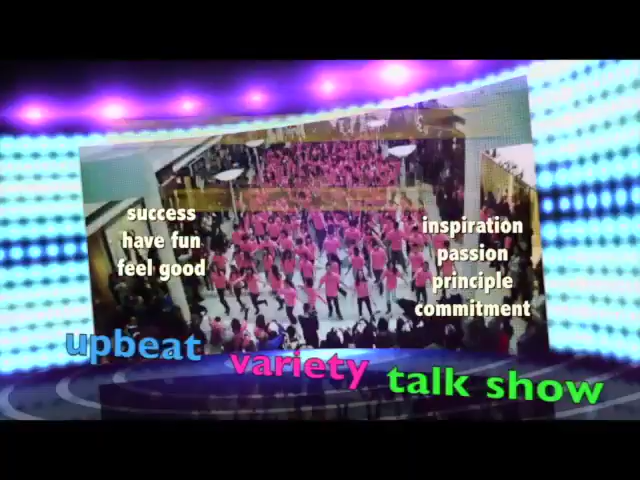 success
have fun
feel good
inspiration
passion
principle
commitment
upbeat variety talk show